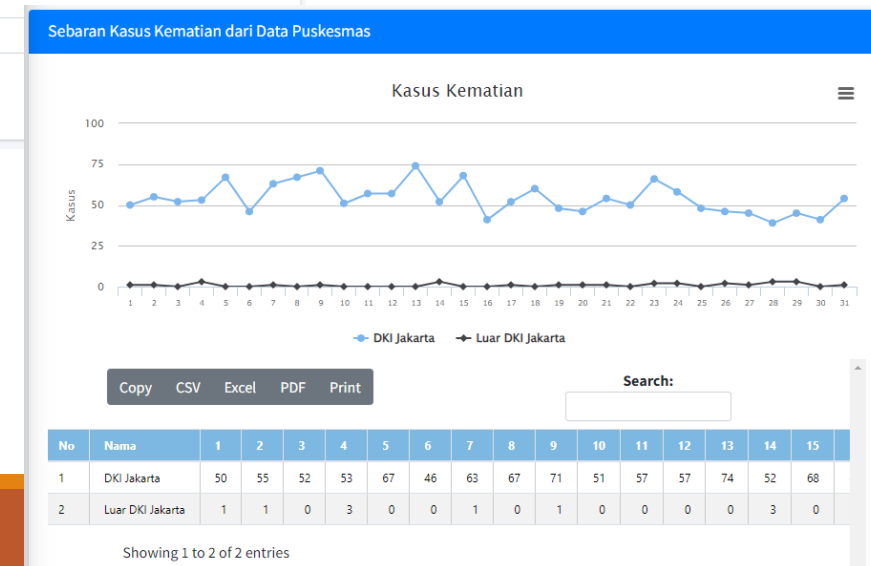 Sebaran Kasus Kematian dari Data Puskesmas
Kasus Kematian
100
75
50
25
0
Kasus
1 2 3 4 5 6 7 8 9 10 11 12 13 14 15 16 17 18 19 20 21 22 23 24 25 26 27 28 29 30 31
DKI Jakarta Luar DKI Jakarta
Copy CSV Excel PDF Print
Search:
No Nama 1 2 3 4 5 6 7 8 9 10 11 12 13 14 15
1 DKI Jakarta 50 55 52 53 67 46 63 67 71 51 57 57 74 52 68
2 Luar DKI Jakarta 1 1 0 3 0 0 1 0 1 0 0 0 0 3 0
Showing 1 to 2 of 2 entries